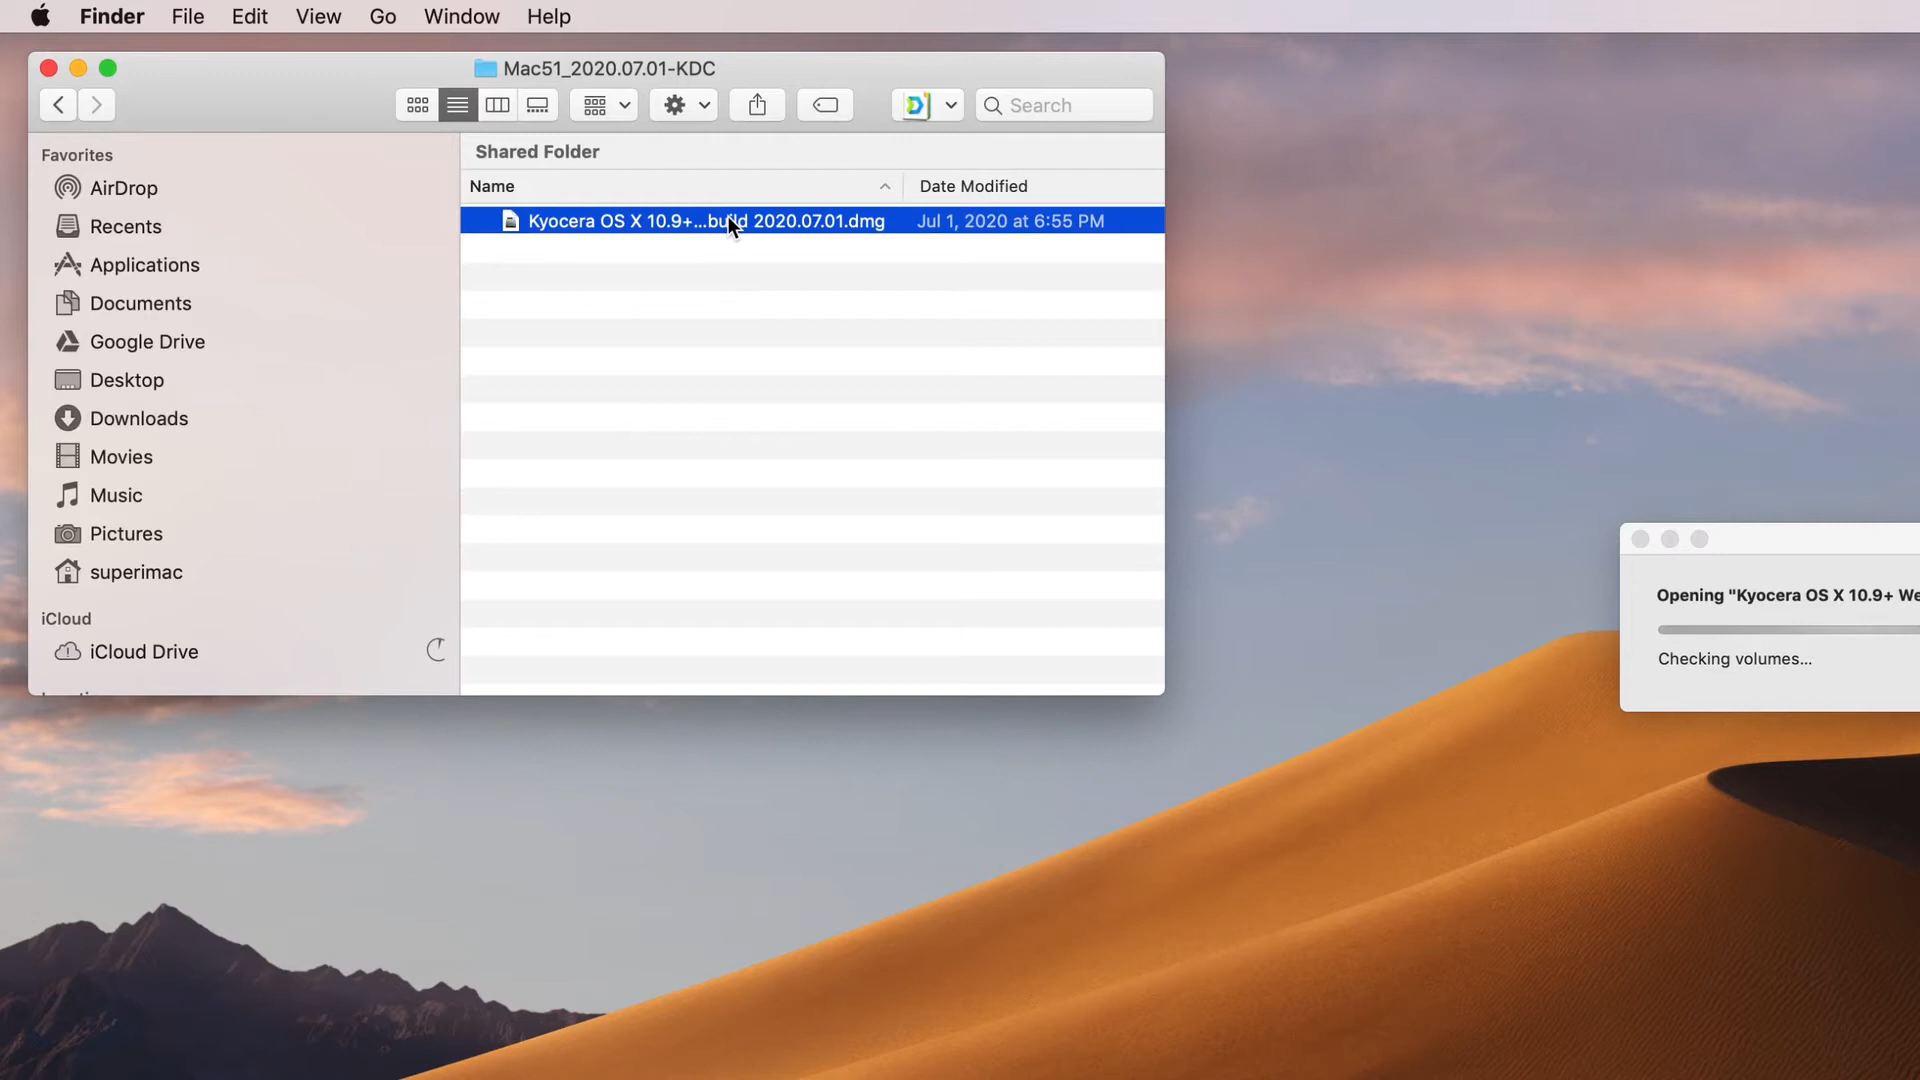 Finder File Edit View Go Window Help
Mac51_2020.07.01-KDC
Search
Favorites
AirDrop
Recents
Applications
Documents
Google Drive
Desktop
Downloads
Movies
Music
Pictures
superimac
iCloud
iCloud Drive
Shared Folder
Name Date Modified
Kyocera OS X 10.9+...build 2020.07.01.dmg Jul 1, 2020 at 6:55 PM
Opening "Kyocera OS X 10.9+ We
Checking volumes...